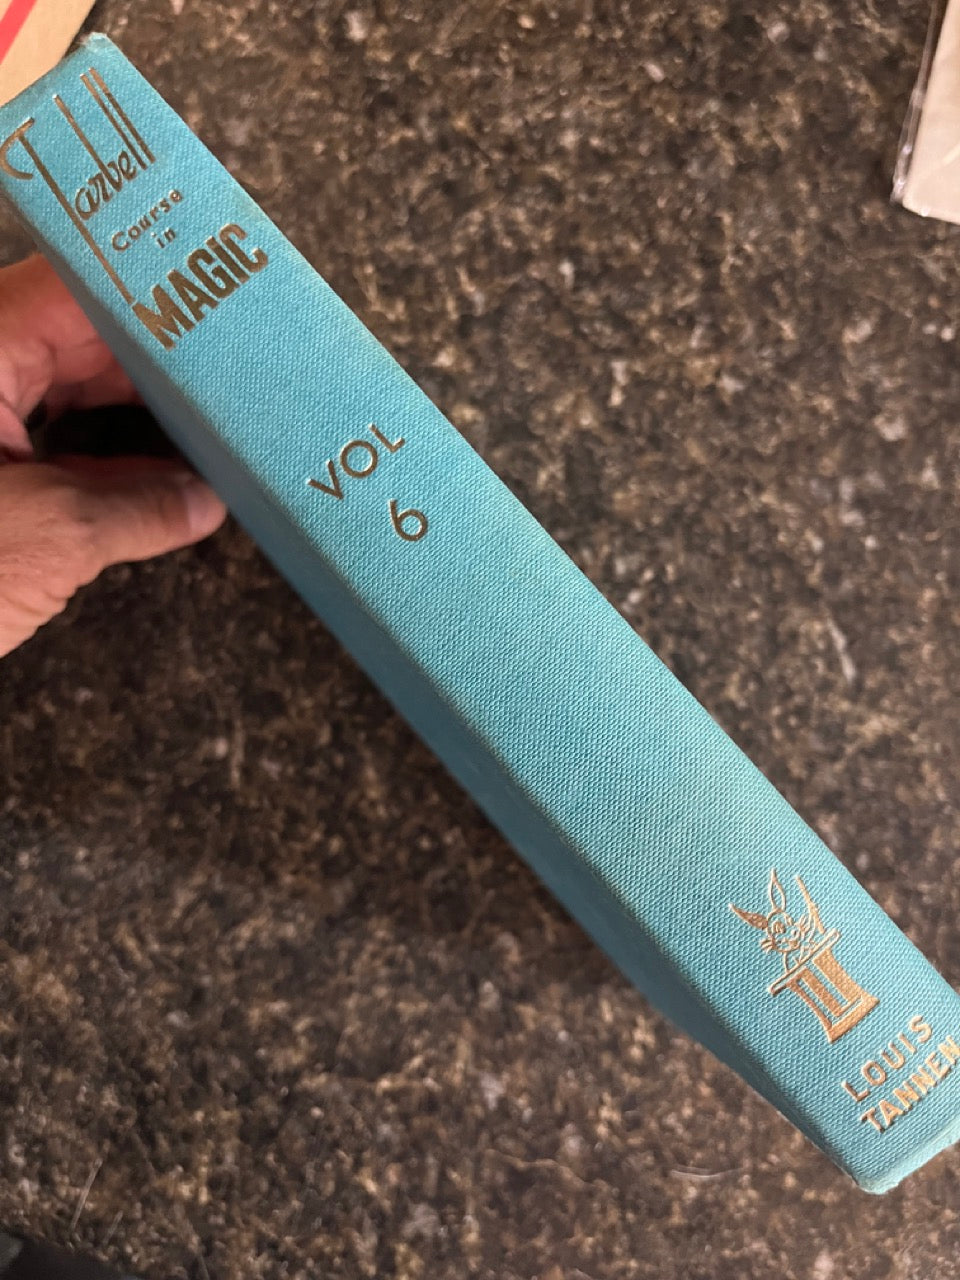 Tarbell
Course
in
MAGIC
VOL
6
LOUIS
TANNEN